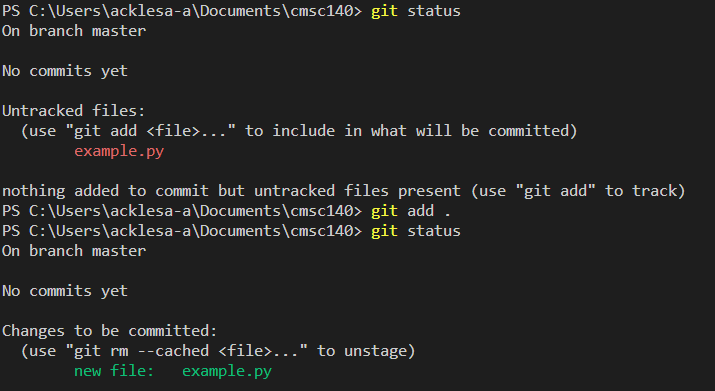 PS C:\Users\acklesa-a\Documents\cmsc140> git status
On branch master
No commits yet
Untracked files:
(use "git add <file>..." to include in what will be committed)
example.py
nothing added to commit but untracked files present (use "git add" to track)
PS C:\Users\acklesa-a\Documents\cmsc140> git add .
PS C:\Users\acklesa-a\Documents\cmsc140> git status
On branch master
No commits yet
Changes to be committed:
(use "git rm --cached <file>..." to unstage)
new file:   example.py